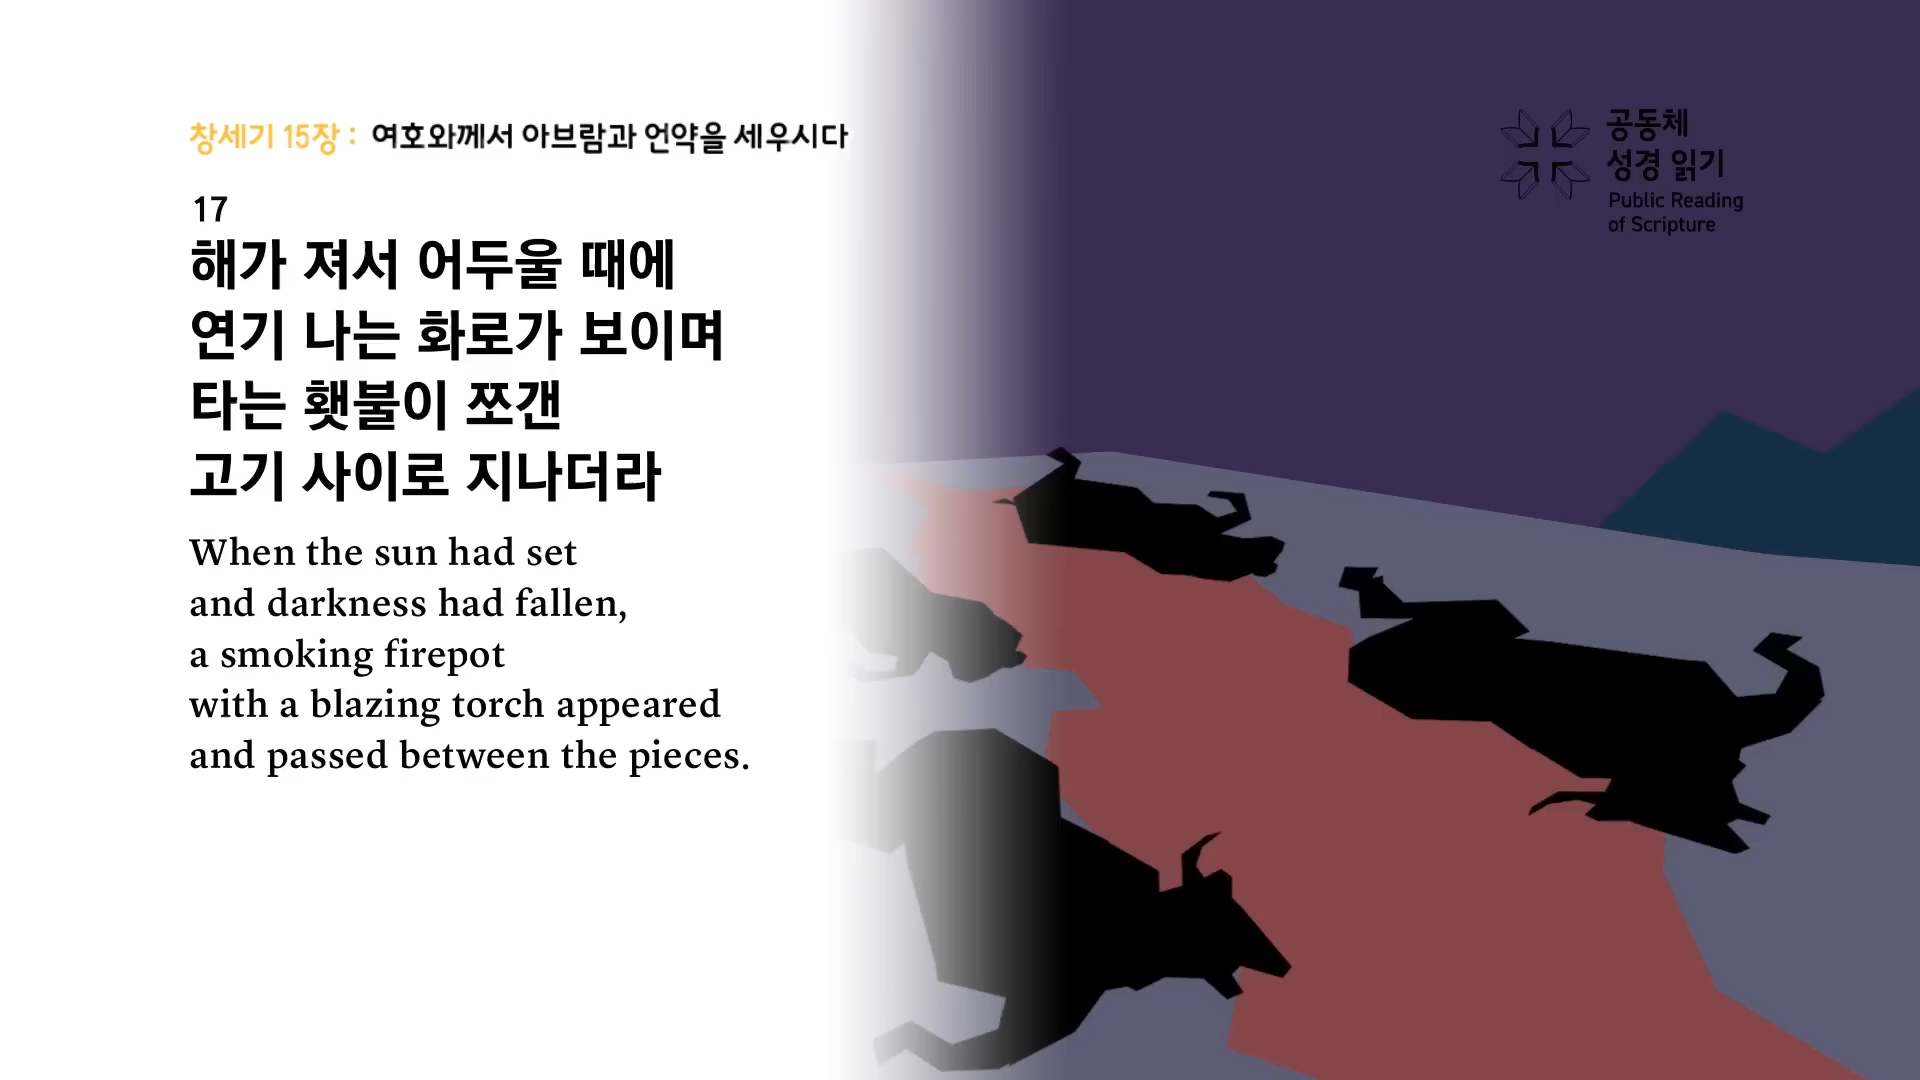 창세기 15장 : 여호와께서 아브람과 언약을 세우시다
17
해가 져서 어두울 때에
연기 나는 화로가 보이며
타는 횃불이 쪼갠
고기 사이로 지나더라
When the sun had set
and darkness had fallen,
a smoking firepot
with a blazing torch appeared
and passed between the pieces.
공동체
성경 읽기
Public Reading
of Scripture